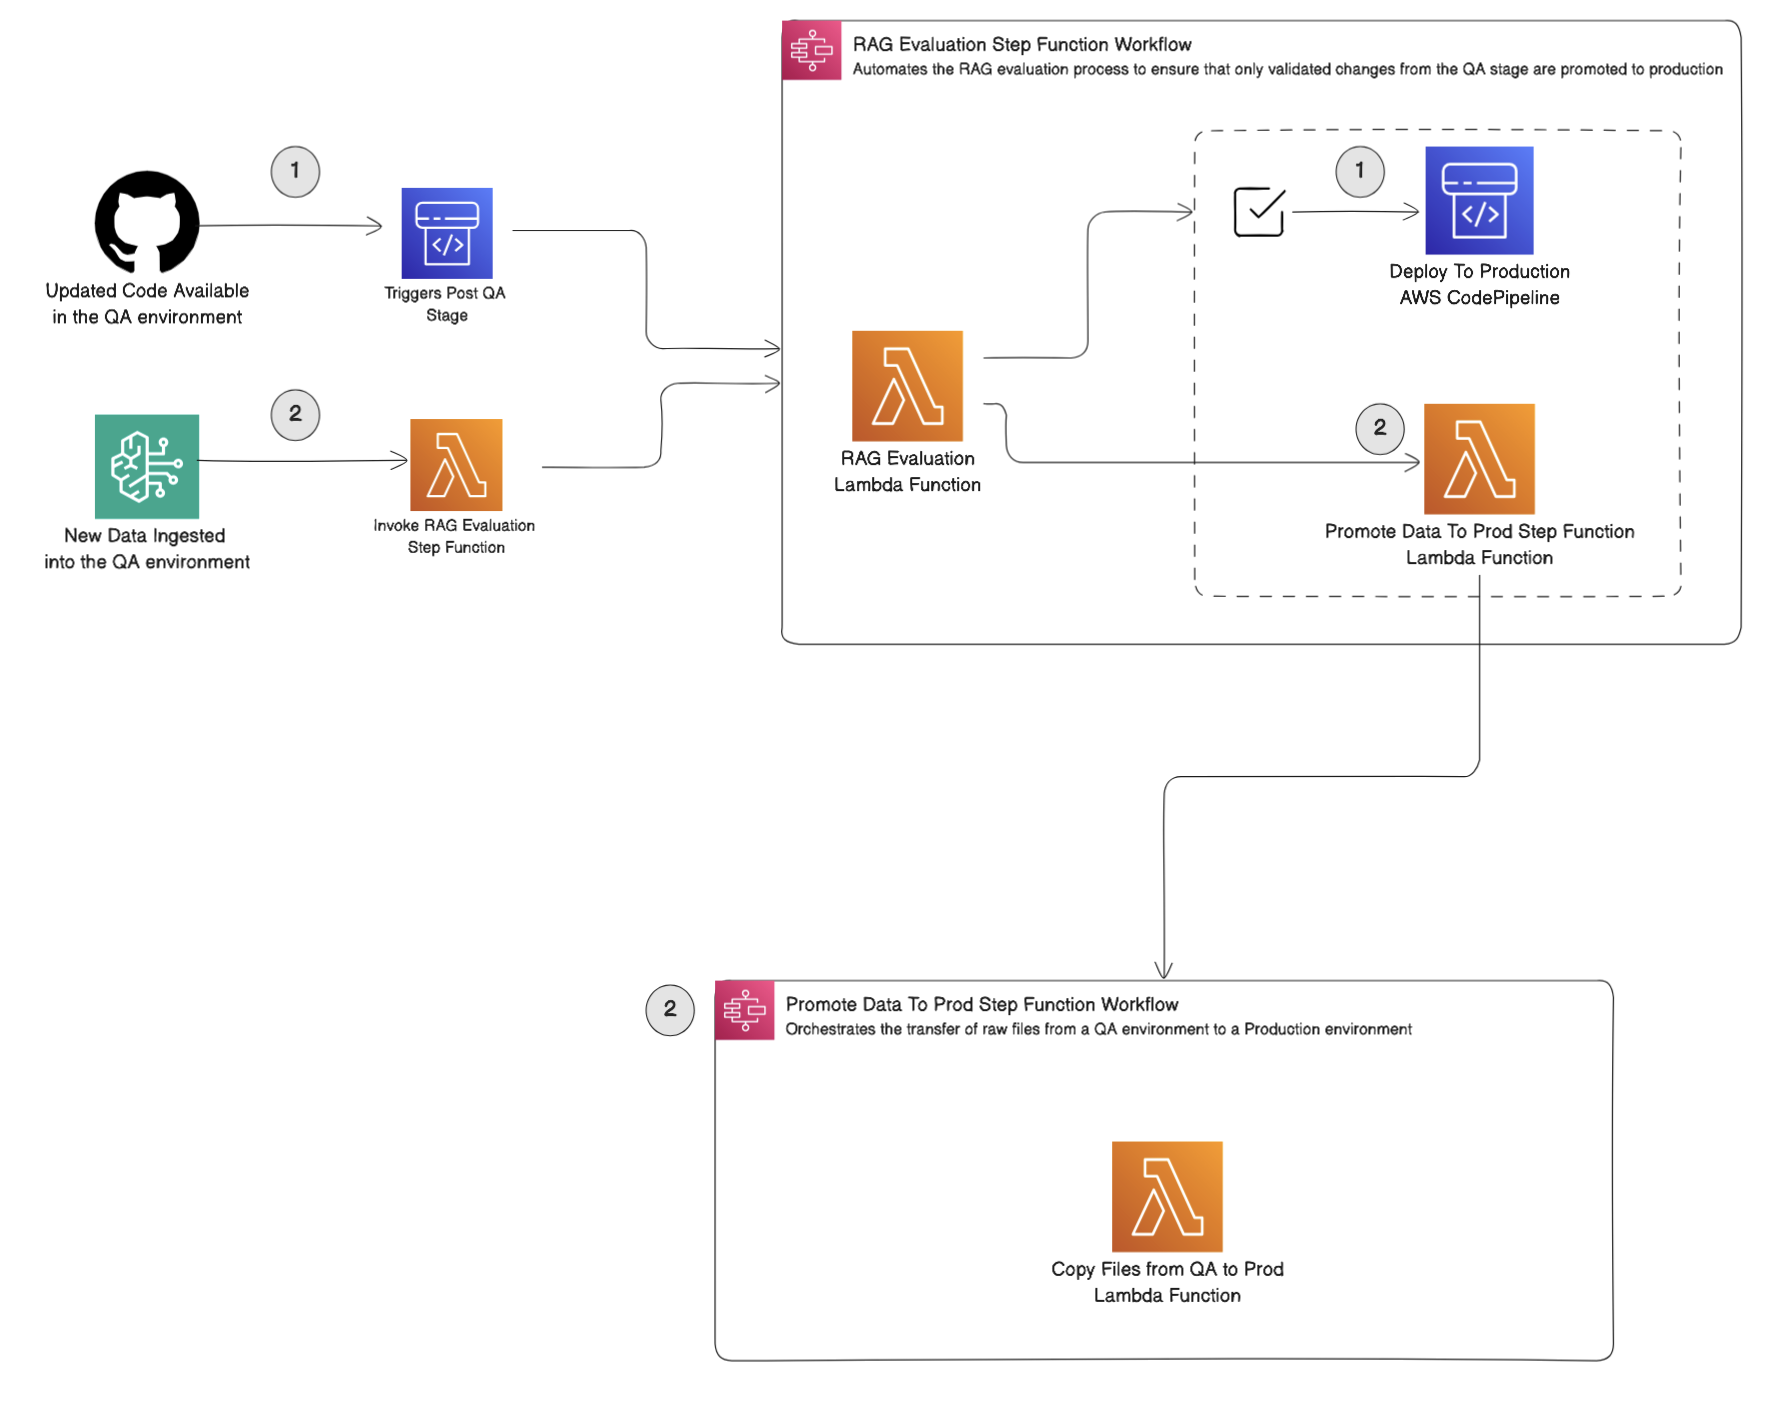 RAG Evaluation Step Function Workflow
Automates the RAG evaluation process to ensure that only validated changes from the QA stage are promoted to production
1
Updated Code Available
in the QA environment
Triggers Post QA
Stage
1
Deploy To Production
AWS CodePipeline
2
New Data Ingested
into the QA environment
Invoke RAG Evaluation
Step Function
RAG Evaluation
Lambda Function
2
Promote Data To Prod Step Function
Lambda Function
2
Promote Data To Prod Step Function Workflow
Orchestrates the transfer of raw files from a QA environment to a Production environment
Copy Files from QA to Prod
Lambda Function